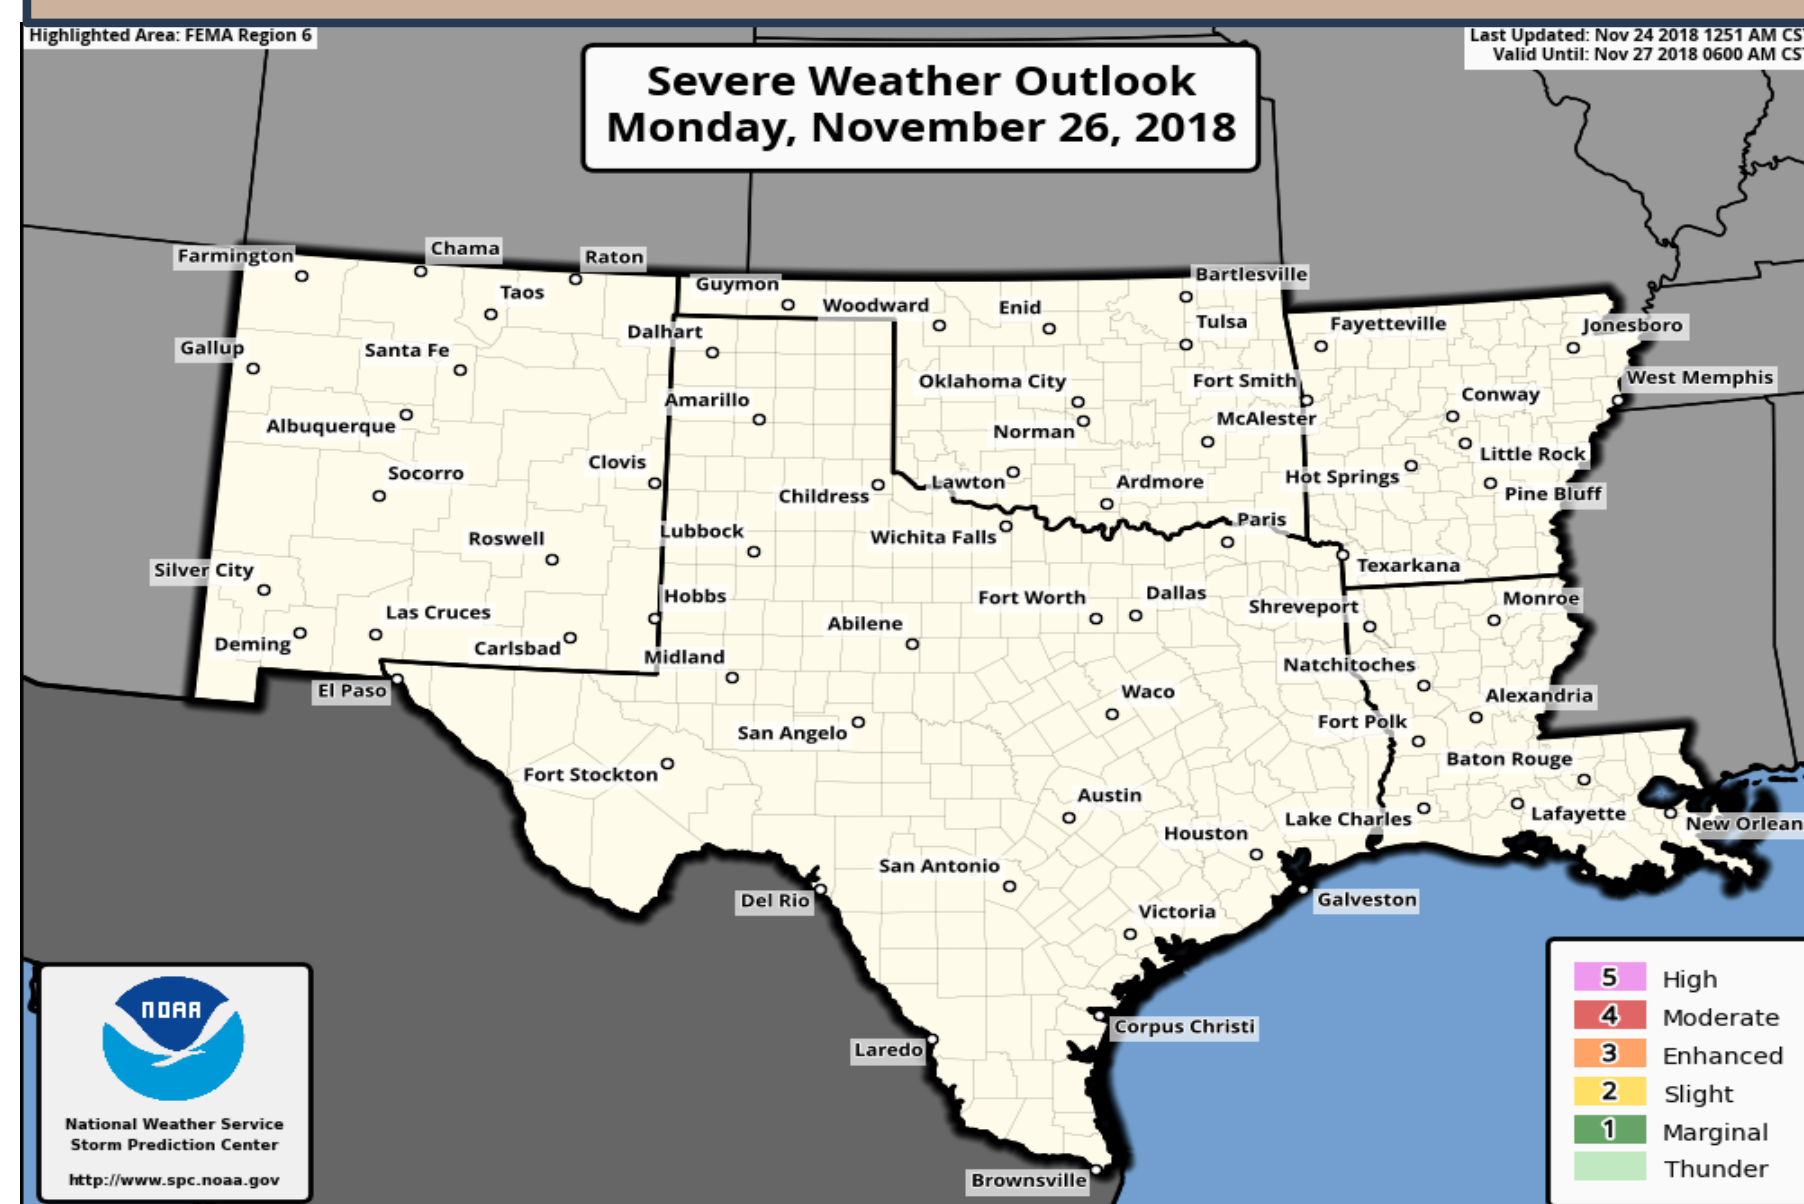 Highlighted Area: FEMA Region 6
Last Updated: Nov 24 2018 1251 AM CST
Valid Until: Nov 27 2018 0600 AM CST
Severe Weather Outlook
Monday, November 26, 2018
Farmington
Chama
Raton
Taos
Guymon
Woodward
Enid
Bartlesville
Tulsa
Fayetteville
Jonesboro
Dalhart
Gallup
Santa Fe
Oklahoma City
Fort Smith
West Memphis
Conway
Amarillo
Albuquerque
McAlester
Norman
Little Rock
Socorro
Clovis
Childress
Lawton
Ardmore
Hot Springs
Pine Bluff
Roswell
Lubbock
Wichita Falls
Paris
Silver City
Texarkana
Las Cruces
Hobbs
Fort Worth
Dallas
Shreveport
Monroe
Deming
Carlsbad
Abilene
Midland
Natchitoches
El Paso
Waco
Alexandria
San Angelo
Fort Polk
Fort Stockton
Baton Rouge
Austin
Houston
Lake Charles
Lafayette
New Orlean
San Antonio
Del Rio
Victoria
Galveston
Corpus Christi
Laredo
Brownsville
NOAA
National Weather Service
Storm Prediction Center
http://www.spc.noaa.gov
5 High
4 Moderate
3 Enhanced
2 Slight
1 Marginal
Thunder